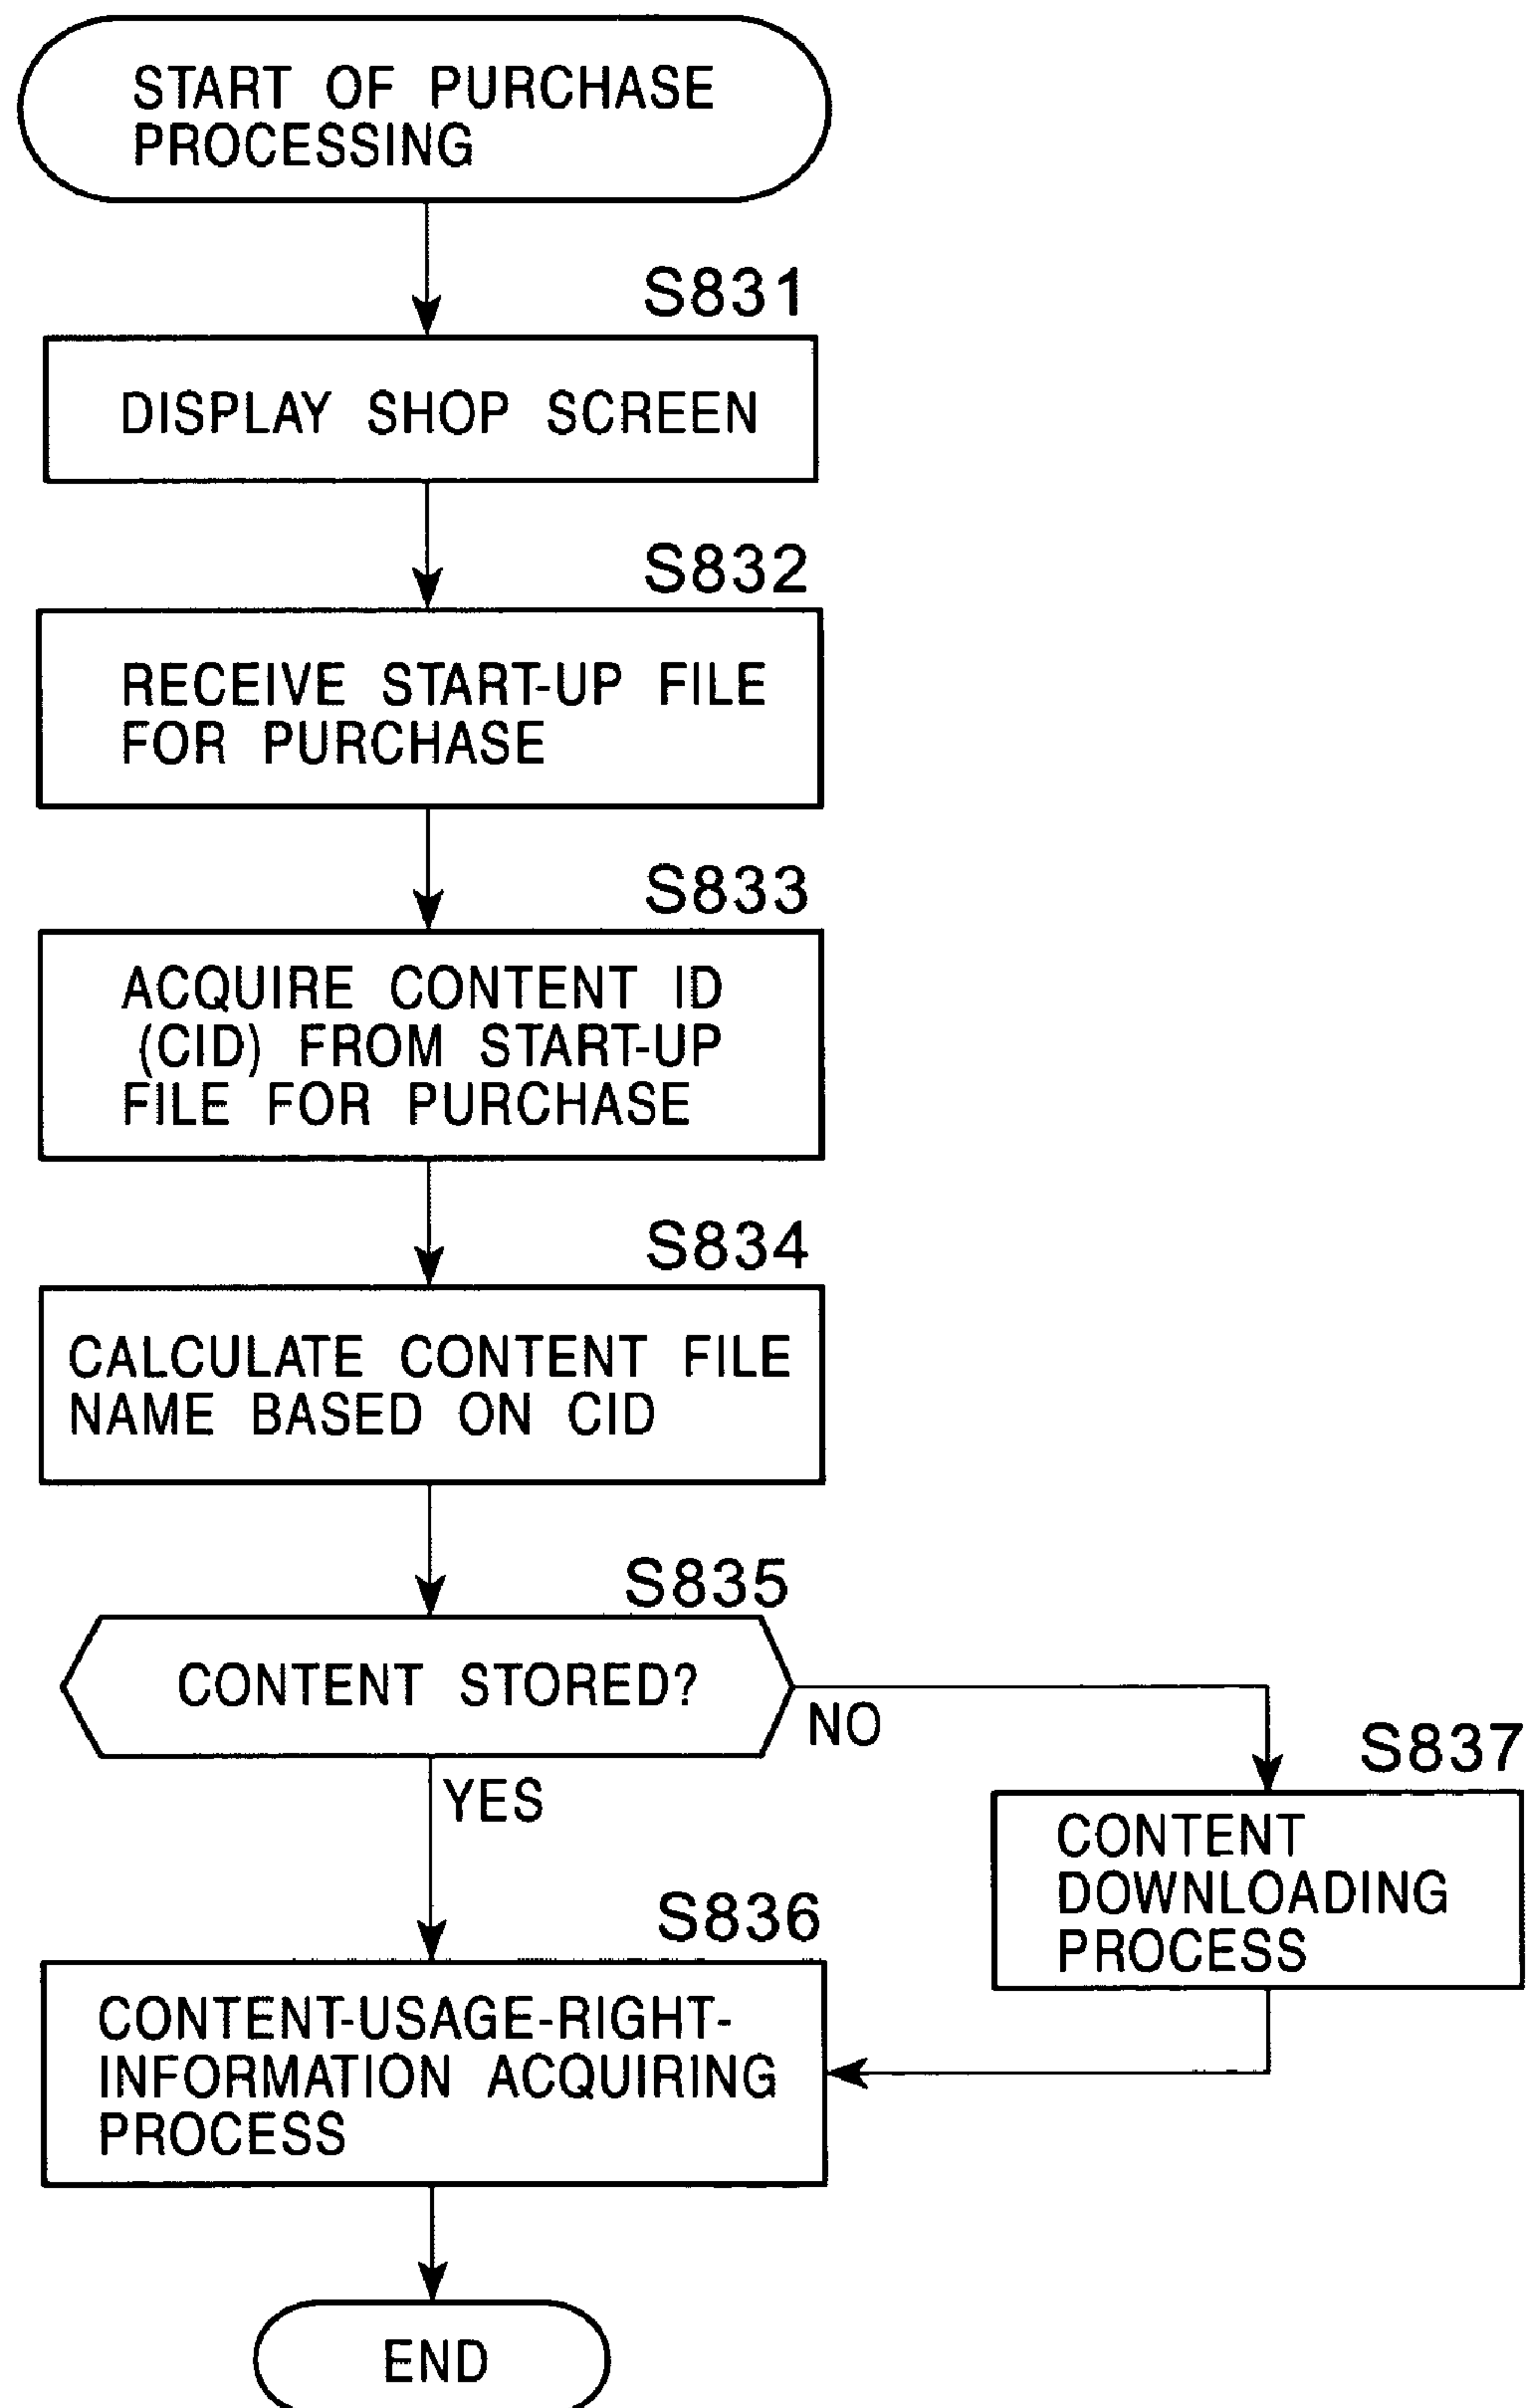 START OF PURCHASE
PROCESSING
S831
DISPLAY SHOP SCREEN
S832
RECEIVE START-UP FILE
FOR PURCHASE
S833
ACQUIRE CONTENT ID
(CID) FROM START-UP
FILE FOR PURCHASE
S834
CALCULATE CONTENT FILE
NAME BASED ON CID
S835
CONTENT STORED?
NO
YES
S837
CONTENT
DOWNLOADING
PROCESS
S836
CONTENT-USAGE-RIGHT-
INFORMATION ACQUIRING
PROCESS
END